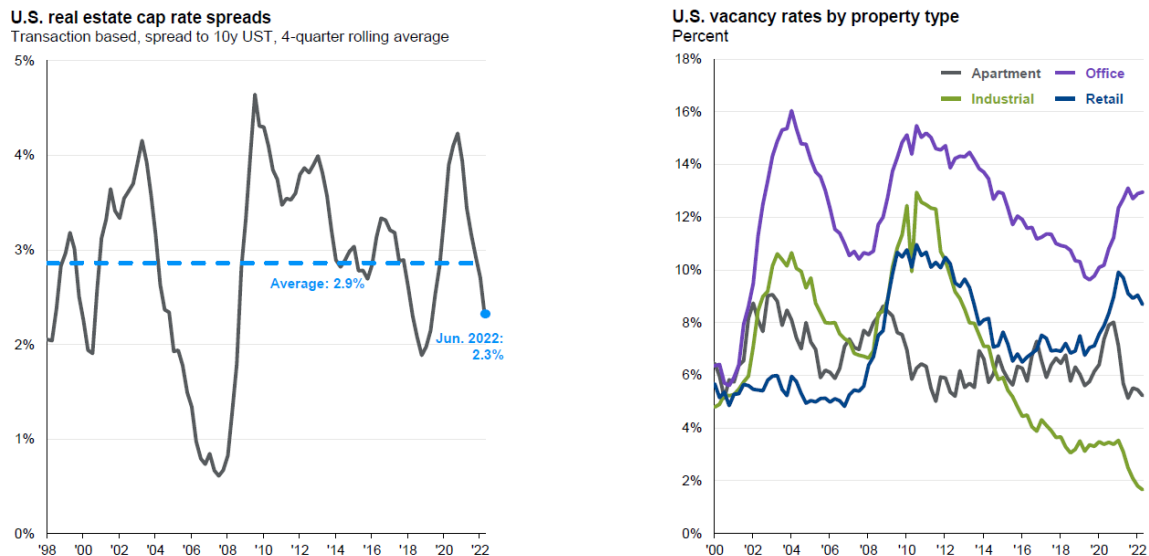 U.S. real estate cap rate spreads
Transaction based, spread to 10y UST, 4-quarter rolling average
5%
4%
3%
2%
1%
0%
Average: 2.9%
Jun. 2022:
2.3%
'98 '00 '02 '04 '06 '08 '10 '12 '14 '16 '18 '20 '22
U.S. vacancy rates by property type
Percent
18%
16%
14%
12%
10%
8%
6%
4%
2%
0%
Apartment Office
Industrial Retail
'00 '02 '04 '06 '08 '10 '12 '14 '16 '18 '20 '22